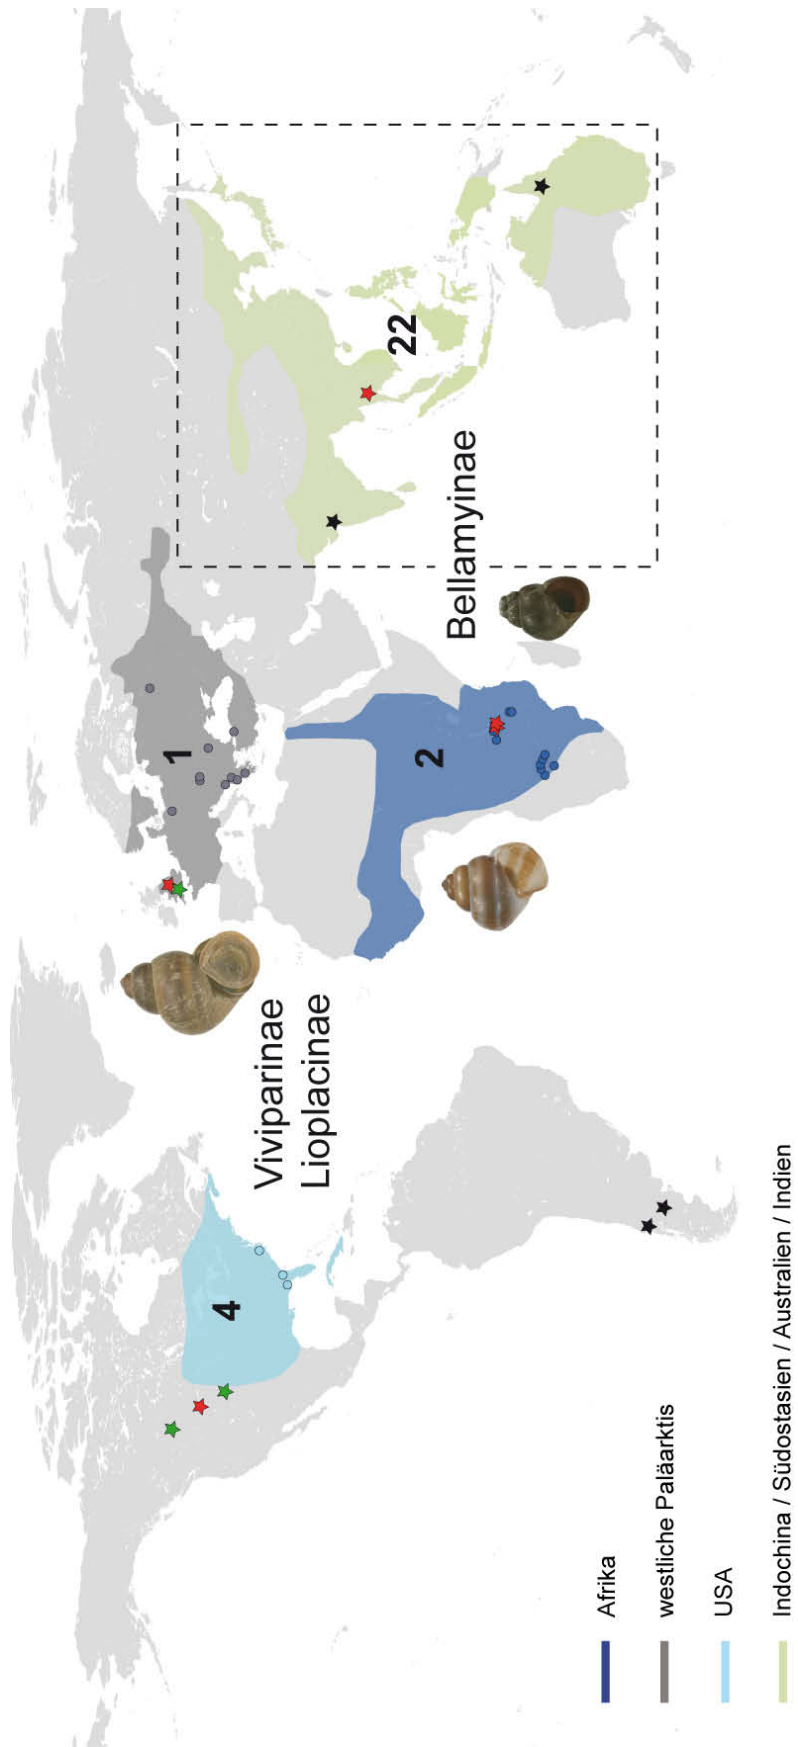 1
22
4
2
Viviparinae
Lioplacinae
Bellamyinae
Afrika
westliche Paläarktis
USA
Indochina / Südostasien / Australien / Indien